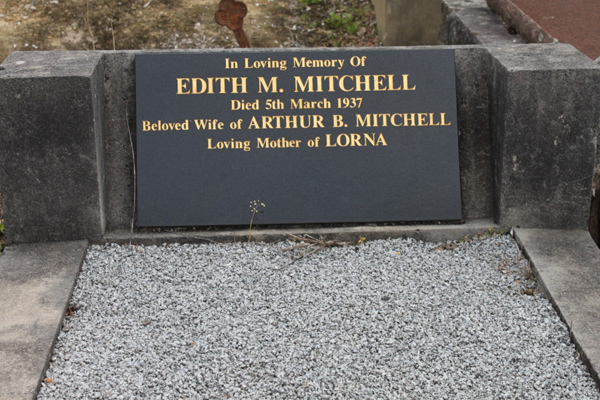 In Loving Memory Of
EDITH M. MITCHELL
Died 5th March 1937
Beloved Wife of ARTHUR B. MITCHELL
Loving Mother of LORNA